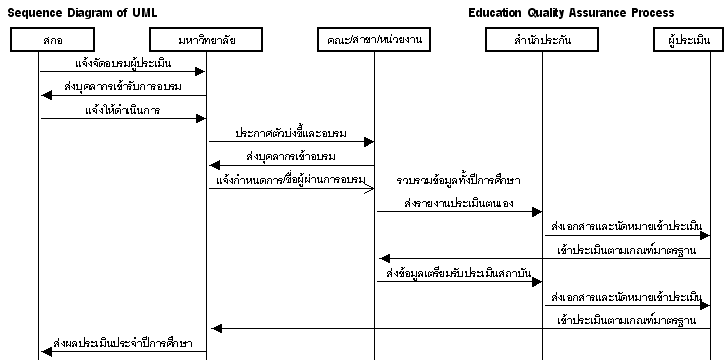 Sequence Diagram of UML
Education Quality Assurance Process
สกอ
มหาวิทยาลัย
คณะ/สาขา/หน่วยงาน
สำนักประกัน
ผู้ประเมิน
แจ้งจัดอบรมผู้ประเมิน
ส่งบุคลากรเข้ารับการอบรม
แจ้งให้ดำเนินการ
ประกาศตัวบ่งชี้และอบรม
ส่งบุคลากรเข้าอบรม
แจ้งกำหนดการ/ชื่อผู้ผ่านการอบรม
รวบรวมข้อมูลทั้งปีการศึกษา
ส่งรายงานประเมินตนเอง
ส่งเอกสารและนัดหมายเข้าประเมิน
เข้าประเมินตามเกณฑ์มาตรฐาน
ส่งข้อมูลเตรียมรับประเมินสถาบัน
ส่งเอกสารและนัดหมายเข้าประเมิน
เข้าประเมินตามเกณฑ์มาตรฐาน
ส่งผลประเมินประจำปีการศึกษา